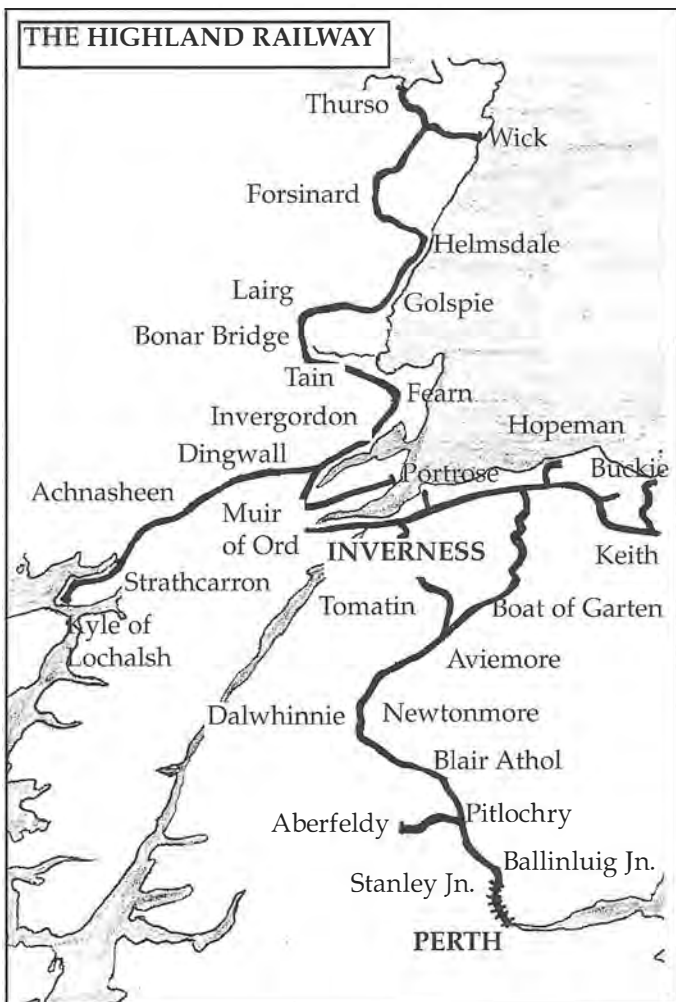 THE HIGHLAND RAILWAY
Thurso
Wick
Forsinard
Helmsdale
Lairg
Golspie
Bonar Bridge
Tain
Fearn
Invergordon
Hopeman
Dingwall
Portrose
Buckie
Achnasheen
Muir
of Ord
INVERNESS
Keith
Strathcarron
Tomatin
Boat of Garten
Kyle of
Lochalsh
Aviemore
Dalwhinnie
Newtonmore
Blair Athol
Pitlochry
Aberfeldy
Ballinluig Jn.
Stanley Jn.
PERTH